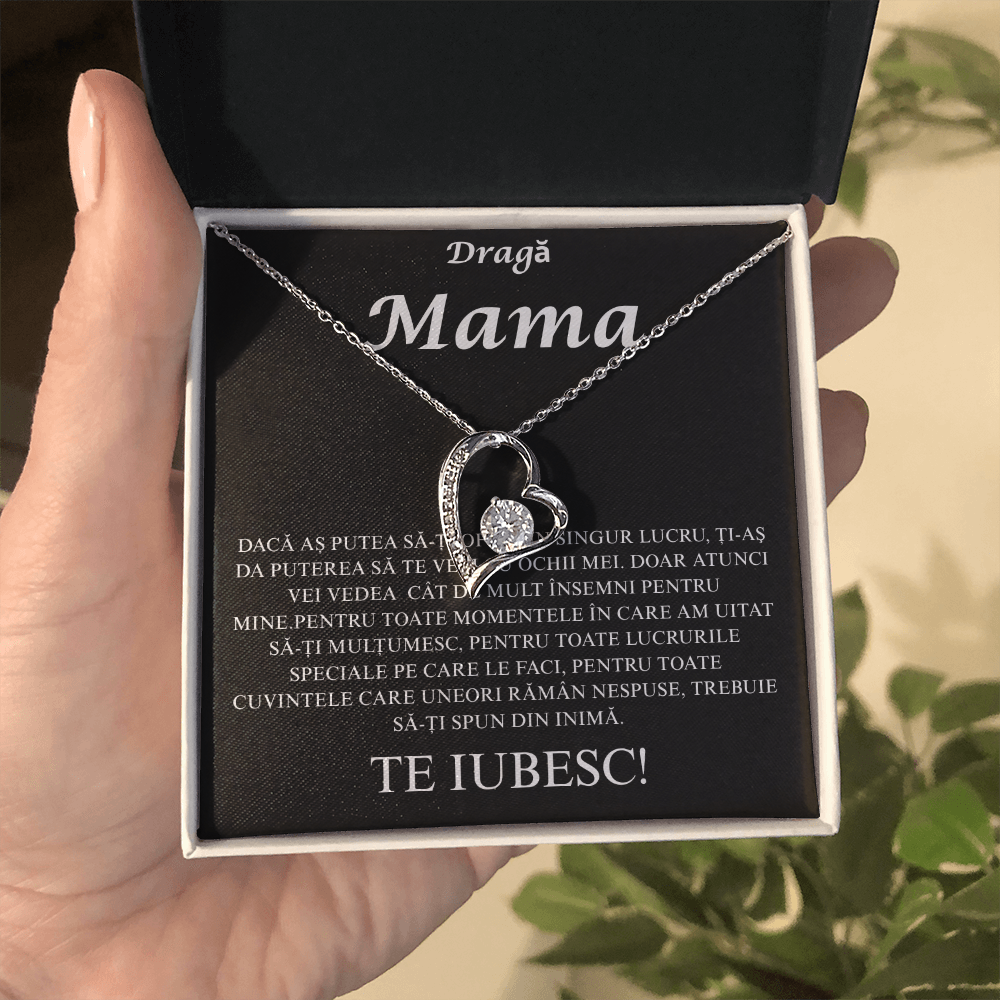 Dragă
Mama
DACĂ AȘ PUTEA SĂ-ȚI SINGUR LUCRU, ȚI-AȘ
DA PUTEREA SĂ TE OCHII MEI. DOAR ATUNCI
VEI VEDEA CÂT MULT ÎNSEMNI PENTRU
MINE.PENTRU TOATE MOMENTELE ÎN CARE AM UITAT
SĂ-ȚI MULȚUMESC, PENTRU TOATE LUCRURILE
SPECIALE PE CARE LE FACI, PENTRU TOATE
CUVINTELE CARE UNEORI RĂMÂN NESPUSE, TREBUIE
SĂ-ȚI SPUN DIN INIMĂ.
TE IUBESC!